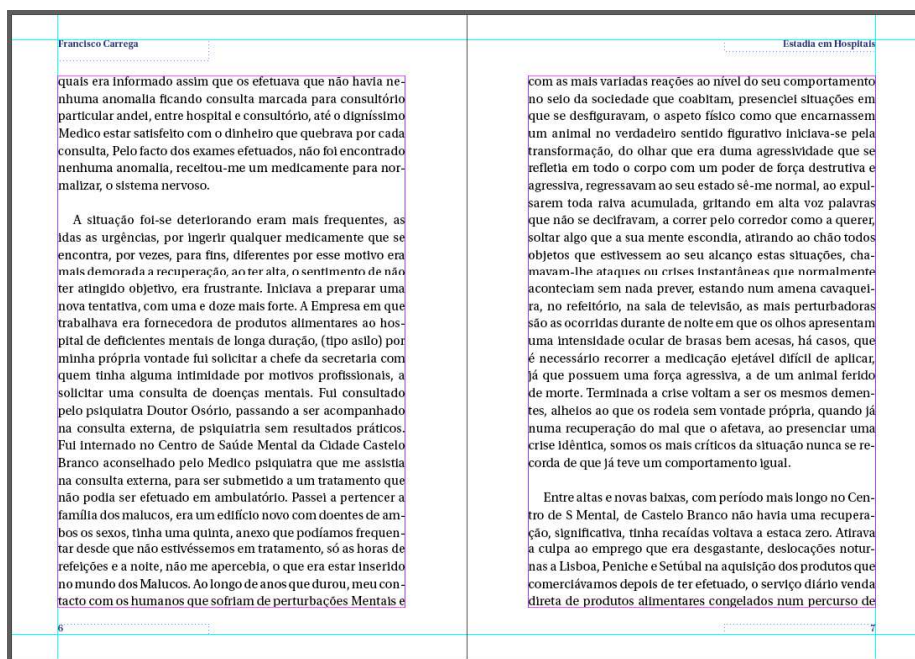 Francisco Carrega
quais era informado assim que os efetuava que não havia ne-
nhuma anomalia ficando consulta marcada para consultório
particular andel, entre hospital e consultório, até o digníssimo
Medico estar satisfeito com o dinheiro que quebrava por cada
consulta, Pelo facto dos exames efetuados, não foi encontrado
nenhuma anomalia, receitou-me um medicamente para nor-
malizar, o sistema nervoso.
A situação foi-se deteriorando eram mais frequentes, as
idas as urgências, por ingerir qualquer medicamente que se
encontra, por vezes, para fins, diferentes por esse motivo era
mais demorada a recuperação, ao ter alta, o sentimento de não
ter atingido objetivo, era frustrante. Iniciava a preparar uma
nova tentativa, com uma e doze mais forte. A Empresa em que
trabalhava era fornecedora de produtos alimentares ao hos-
pital de deficientes mentais de longa duração, (tipo asilo) por
minha própria vontade fui solicitar a chefe da secretaria com
quem tinha alguma intimidade por motivos profissionais, a
solicitar uma consulta de doenças mentais. Fui consultado
pelo psiquiatra Doutor Osório, passando a ser acompanhado
na consulta externa, de psiquiatria sem resultados práticos.
Fui internado no Centro de Saúde Mental da Cidade Castelo
Branco aconselhado pelo Medico psiquiatra que me assistia
na consulta externa, para ser submetido a um tratamento que
não podia ser efetuado em ambulatório. Passei a pertencer a
família dos malucos, era um edifício novo com doentes de am-
bos os sexos, tinha uma quinta, anexo que podíamos frequen-
tar desde que não estivéssemos em tratamento, só as horas de
refeições e a noite, não me apercebia, o que era estar inserido
no mundo dos Malucos. Ao longo de anos que durou, meu con-
tacto com os humanos que sofriam de perturbações Mentais e
6
Estadia em Hospitais
com as mais variadas reações ao nível do seu comportamento
no seio da sociedade que coabitam, presenciei situações em
que se desfiguravam, o aspeto físico como que encarnassem
um animal no verdadeiro sentido figurativo iniciava-se pela
transformação, do olhar que era duma agressividade que se
refletia em todo o corpo com um poder de força destrutiva e
agressiva, regressavam ao seu estado sê-me normal, ao expul-
sarem toda raiva acumulada, gritando em alta voz palavras
que não se decifravam, a correr pelo corredor como a querer,
soltar algo que a sua mente escondia, atirando ao chão todos
objetos que estivessem ao seu alcanço estas situações, cha-
mavam-lhe ataques ou crises instantâneas que normalmente
aconteciam sem nada prever, estando num amena cavaquei-
ra, no refeitório, na sala de televisão, as mais perturbadoras
são as ocorridas durante de noite em que os olhos apresentam
uma intensidade ocular de brasas bem acesas, há casos, que
é necessário recorrer a medicação ejetável difícil de aplicar,
já que possuem uma força agressiva, a de um animal ferido
de morte. Terminada a crise voltam a ser os mesmos demen-
tes, alheios ao que os rodeia sem vontade própria, quando já
numa recuperação do mal que o afetava, ao presenciar uma
crise idêntica, somos os mais críticos da situação nunca se re-
corda de que já teve um comportamento igual.
Entre altas e novas baixas, com período mais longo no Cen-
tro de S Mental, de Castelo Branco não havia uma recupera-
ção, significativa, tinha recaídas voltava a estaca zero. Atirava
a culpa ao emprego que era desgastante, deslocações notur-
nas a Lisboa, Peniche e Setúbal na aquisição dos produtos que
comerciávamos depois de ter efetuado, o serviço diário venda
direta de produtos alimentares congelados num percurso de
7